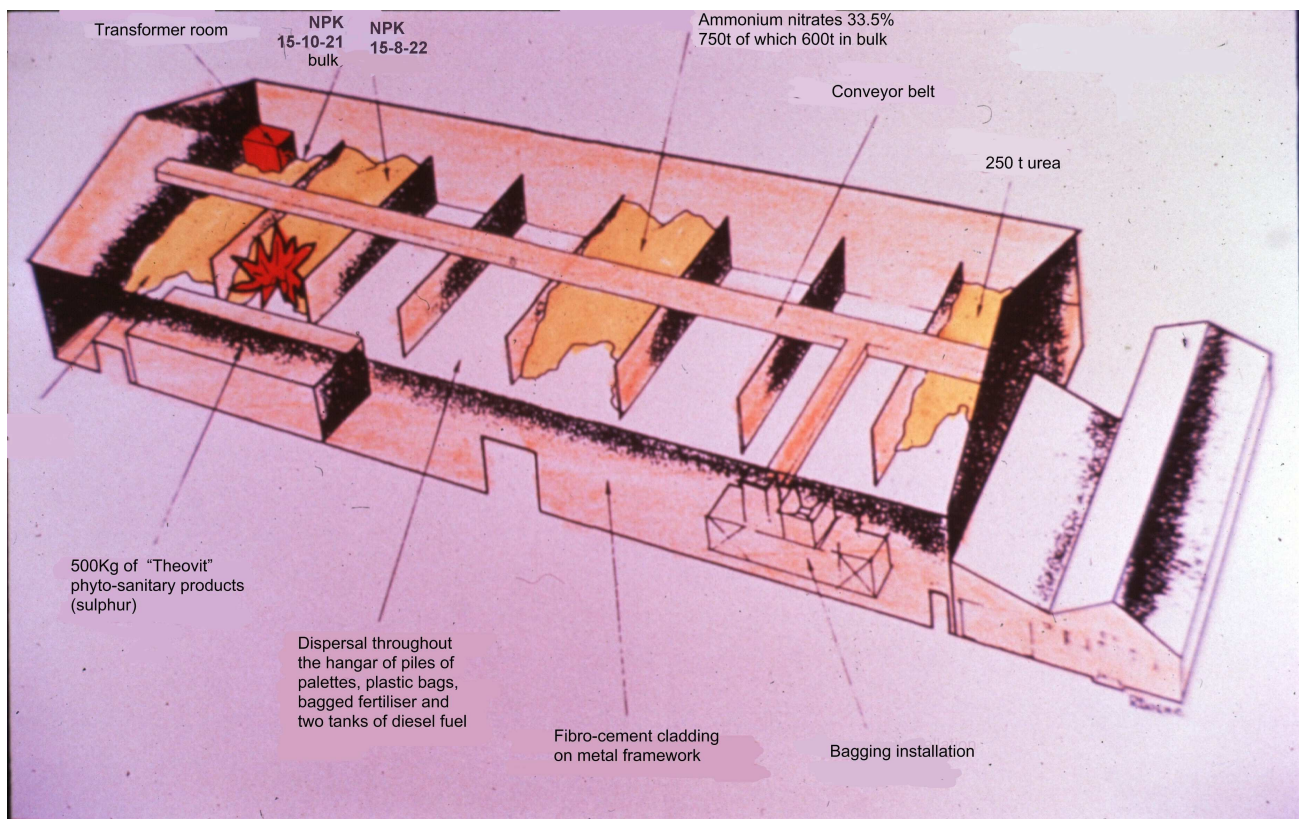 Transformer room
NPK
15-10-21
bulk
NPK
15-8-22
Ammonium nitrates 33.5%
750t of which 600t in bulk
Conveyor belt
250 t urea
500Kg of “Theovit”
phyto-sanitary products
(sulphur)
Dispersal throughout
the hangar of piles of
palettes, plastic bags,
bagged fertiliser and
two tanks of diesel fuel
Fibro-cement cladding
on metal framework
Bagging installation